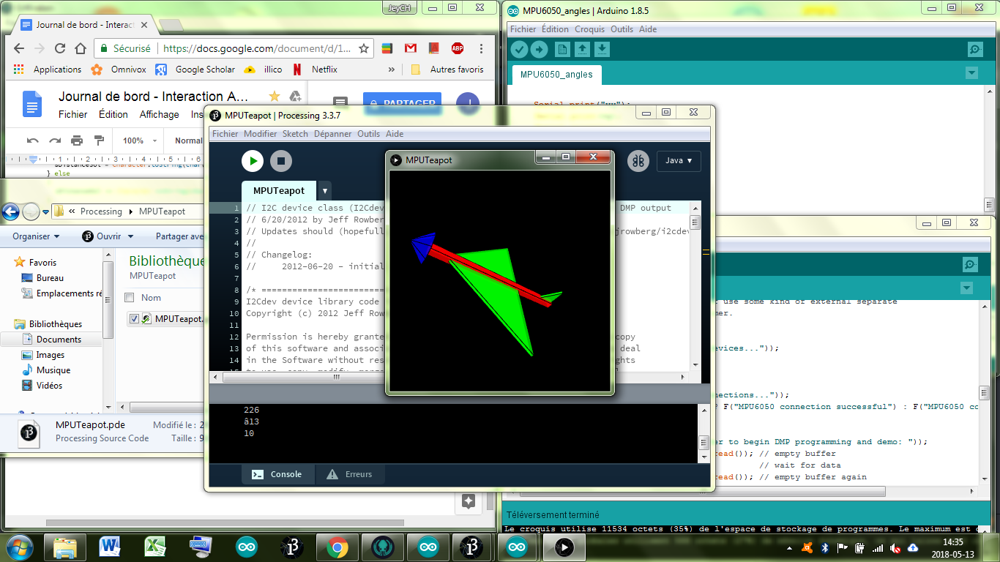 JeyCH
Journal de bord - Interact
Sécurisé https://docs.google.com/document/d/1...
ABP
Applications Omnivox Google Scholar illico Netflix » Autres favoris
Journal de bord - Interaction A...
Fichier Édition Affichage Ins
PARTAGER
J
100% Normal
} else
MPU6050_angles | Arduino 1.8.5
Fichier Édition Croquis Outils Aide
MPU6050_angles
Serial.print("yy");
« Processing ▸ MPUTeapot
Organiser Ouvrir Partager ave
Favoris
Bureau
Emplacements ré
Bibliothèques
Documents
Images
Musique
Vidéos
Bibliothèque
MPUTeapot
Nom
MPUTeapot.
MPUTeapot.pde Modifié le : 2
Processing Source Code Taille : 9
MPUTeapot | Processing 3.3.7
Fichier Modifier Sketch Dépanner Outils Aide
Java ▾
MPUTeapot
1 // I2C device class (I2Cdev DMP output
2 // 6/20/2012 by Jeff Rowber
3 // Updates should (hopefull jrowberg/i2cdev
4 //
5 // Changelog:
6 // 2012-06-20 - initial
7
8 /* ============================
9 I2Cdev device library code
10 Copyright (c) 2012 Jeff Row
11
12 Permission is hereby grante copy
13 of this software and associ deal
14 in the Software without res ghts
MPUTeapot
226
â13
10
Console Erreurs
t use some kind of external separate
mer.
evices..."));
nections..."));
? F("MPU6050 connection successful") : F("MPU6050 co
er to begin DMP programming and demo: "));
read()); // empty buffer
// wait for data
read()); // empty buffer again
Téléversement terminé
Le croquis utilise 11534 octets (35%) de l'espace de stockage de programmes. Le maximum est d
14:35
2018-05-13